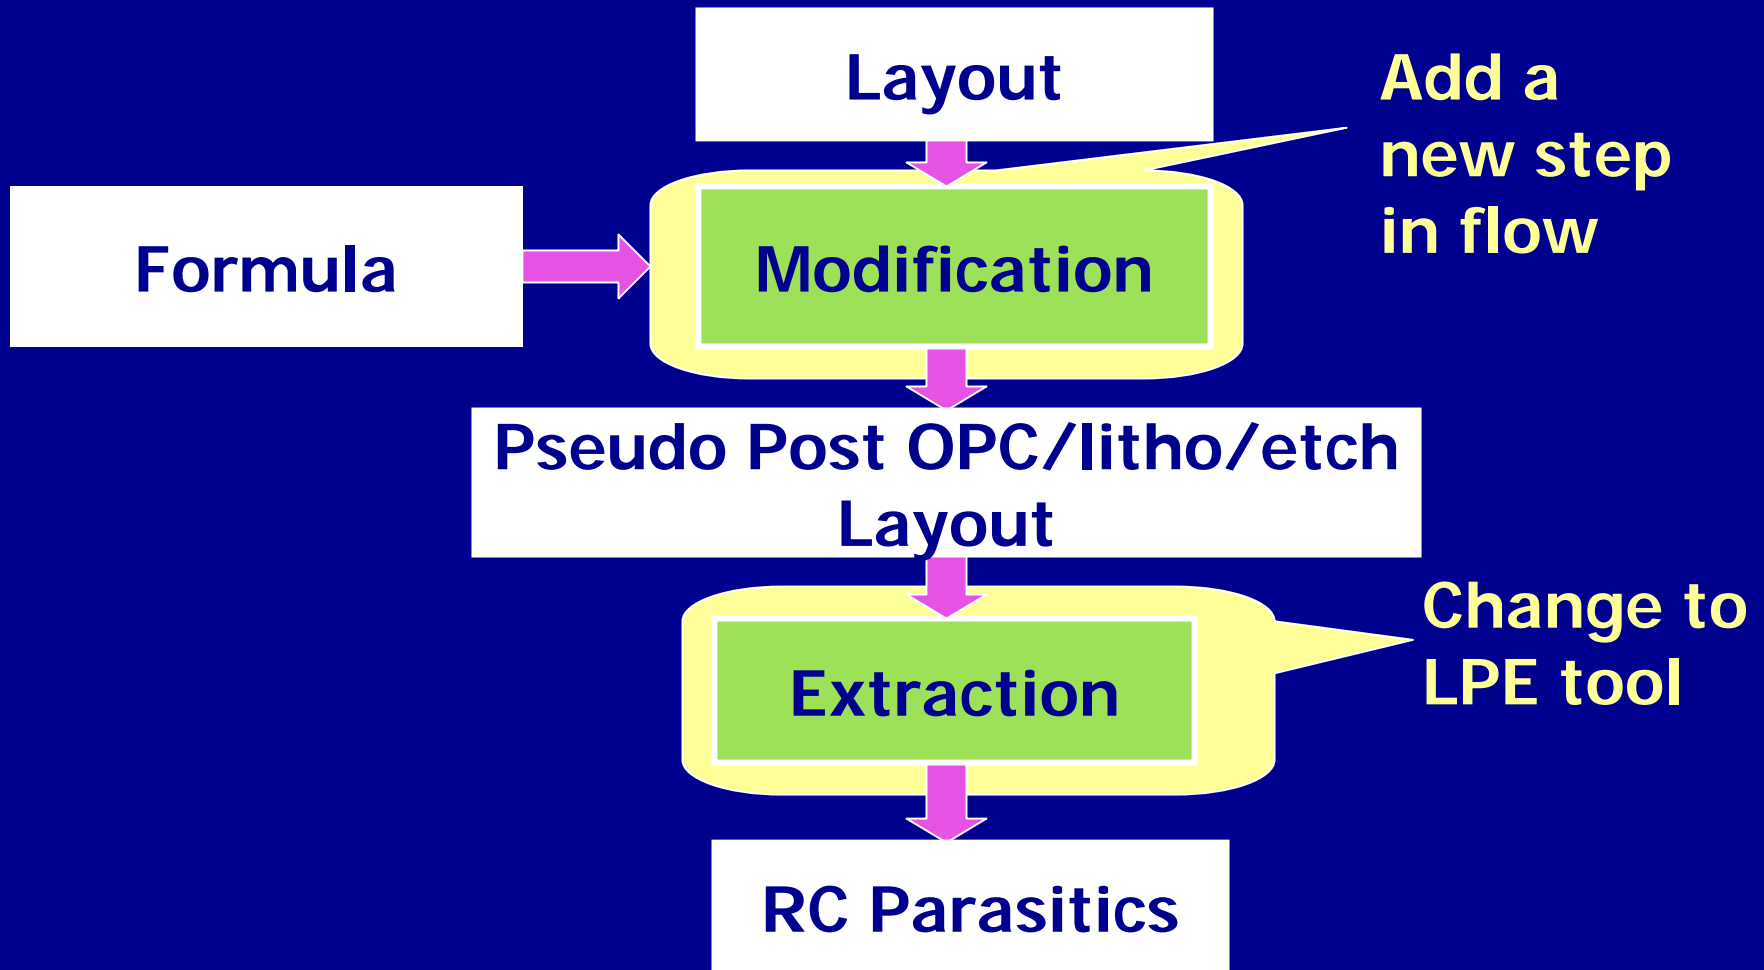 Layout
Add a
new step
in flow
Formula
Modification
Pseudo Post OPC/litho/etch
Layout
Extraction
Change to
LPE tool
RC Parasitics